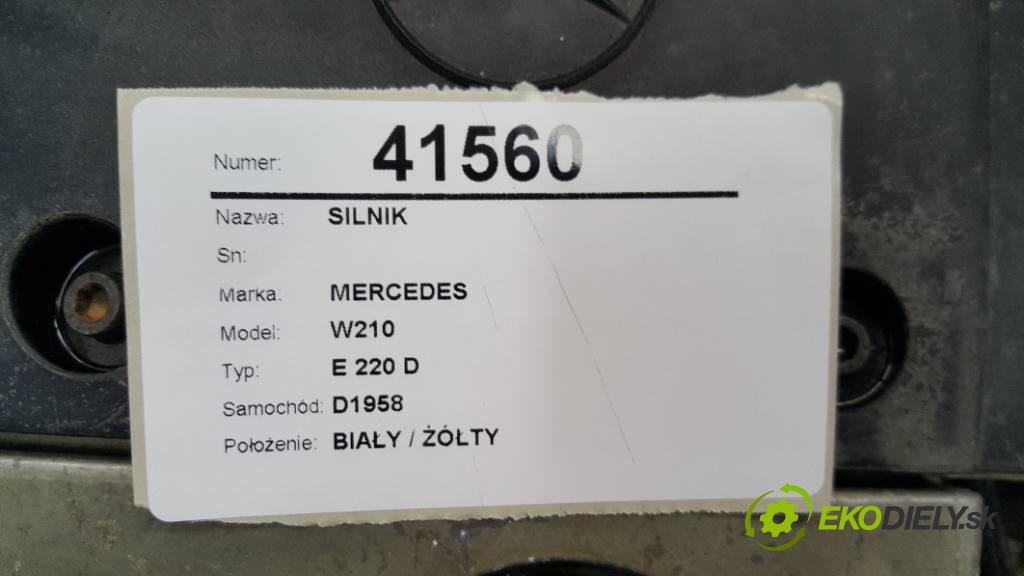 Numer: 41560
Nazwa: SILNIK
Sn:
Marka: MERCEDES
Model: W210
Typ: E 220 D
Samochód: D1958
Położenie: BIAŁY / ŻÓŁTY
EKODIELY.sk